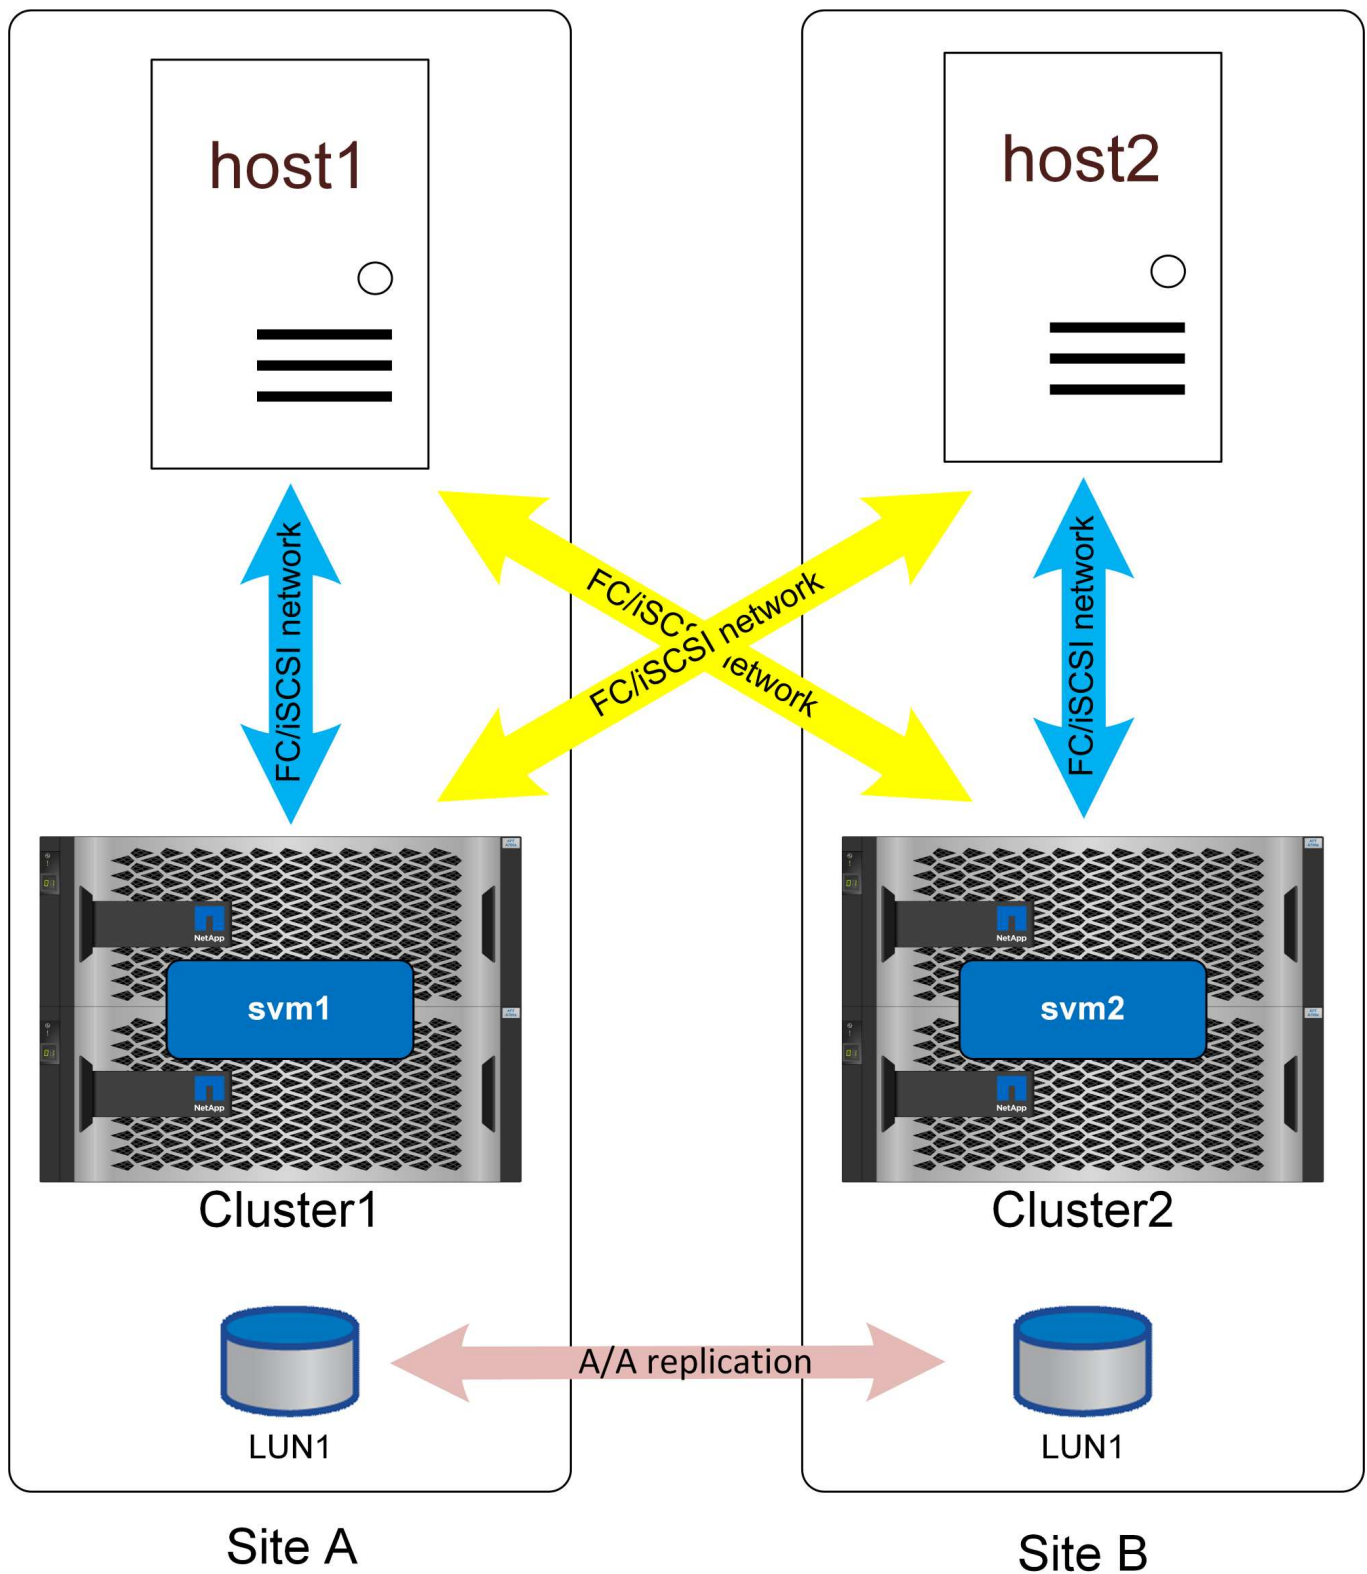 host1
host2
FC/iSCSI network
FC/iSCSI network
FC/iSCSI network
FC/iSCSI network
NetApp
NetApp
svm1
svm2
NetApp
NetApp
Cluster1
Cluster2
A/A replication
LUN1
LUN1
Site A
Site B